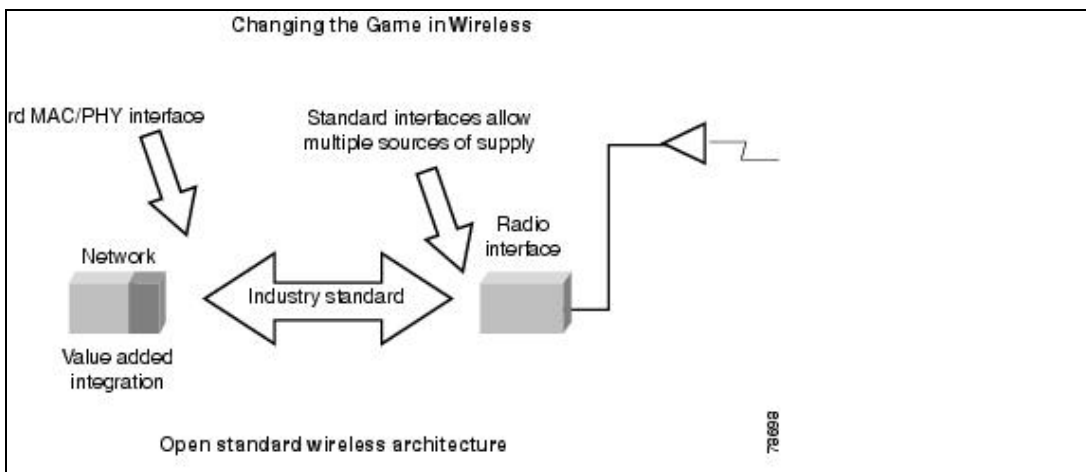 Changing the Game in Wireless
rd MAC/PHY interface
Standard interfaces allow
multiple sources of supply
Radio
interface
Network
Industry standard
Value added
integration
Open standard wireless architecture
78698